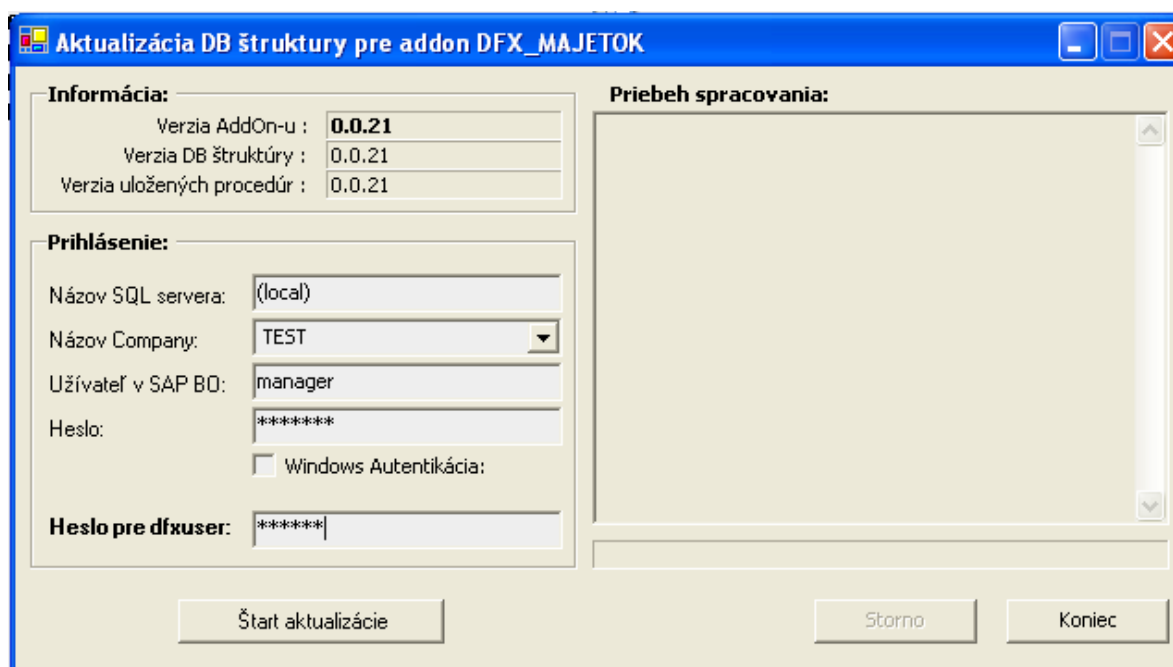 Aktualizácia DB štruktury pre addon DFX_MAJETOK
Informácia:
Verzia AddOn-u : 0.0.21
Verzia DB štruktúry : 0.0.21
Verzia uložených procedúr : 0.0.21
Prihlásenie:
Názov SQL servera: (local)
Názov Company: TEST
Užívateľ v SAP BO: manager
Heslo: *******
Windows Autentikácia:
Heslo pre dfxuser: ******
Štart aktualizácie
Priebeh spracovania:
Storno
Koniec